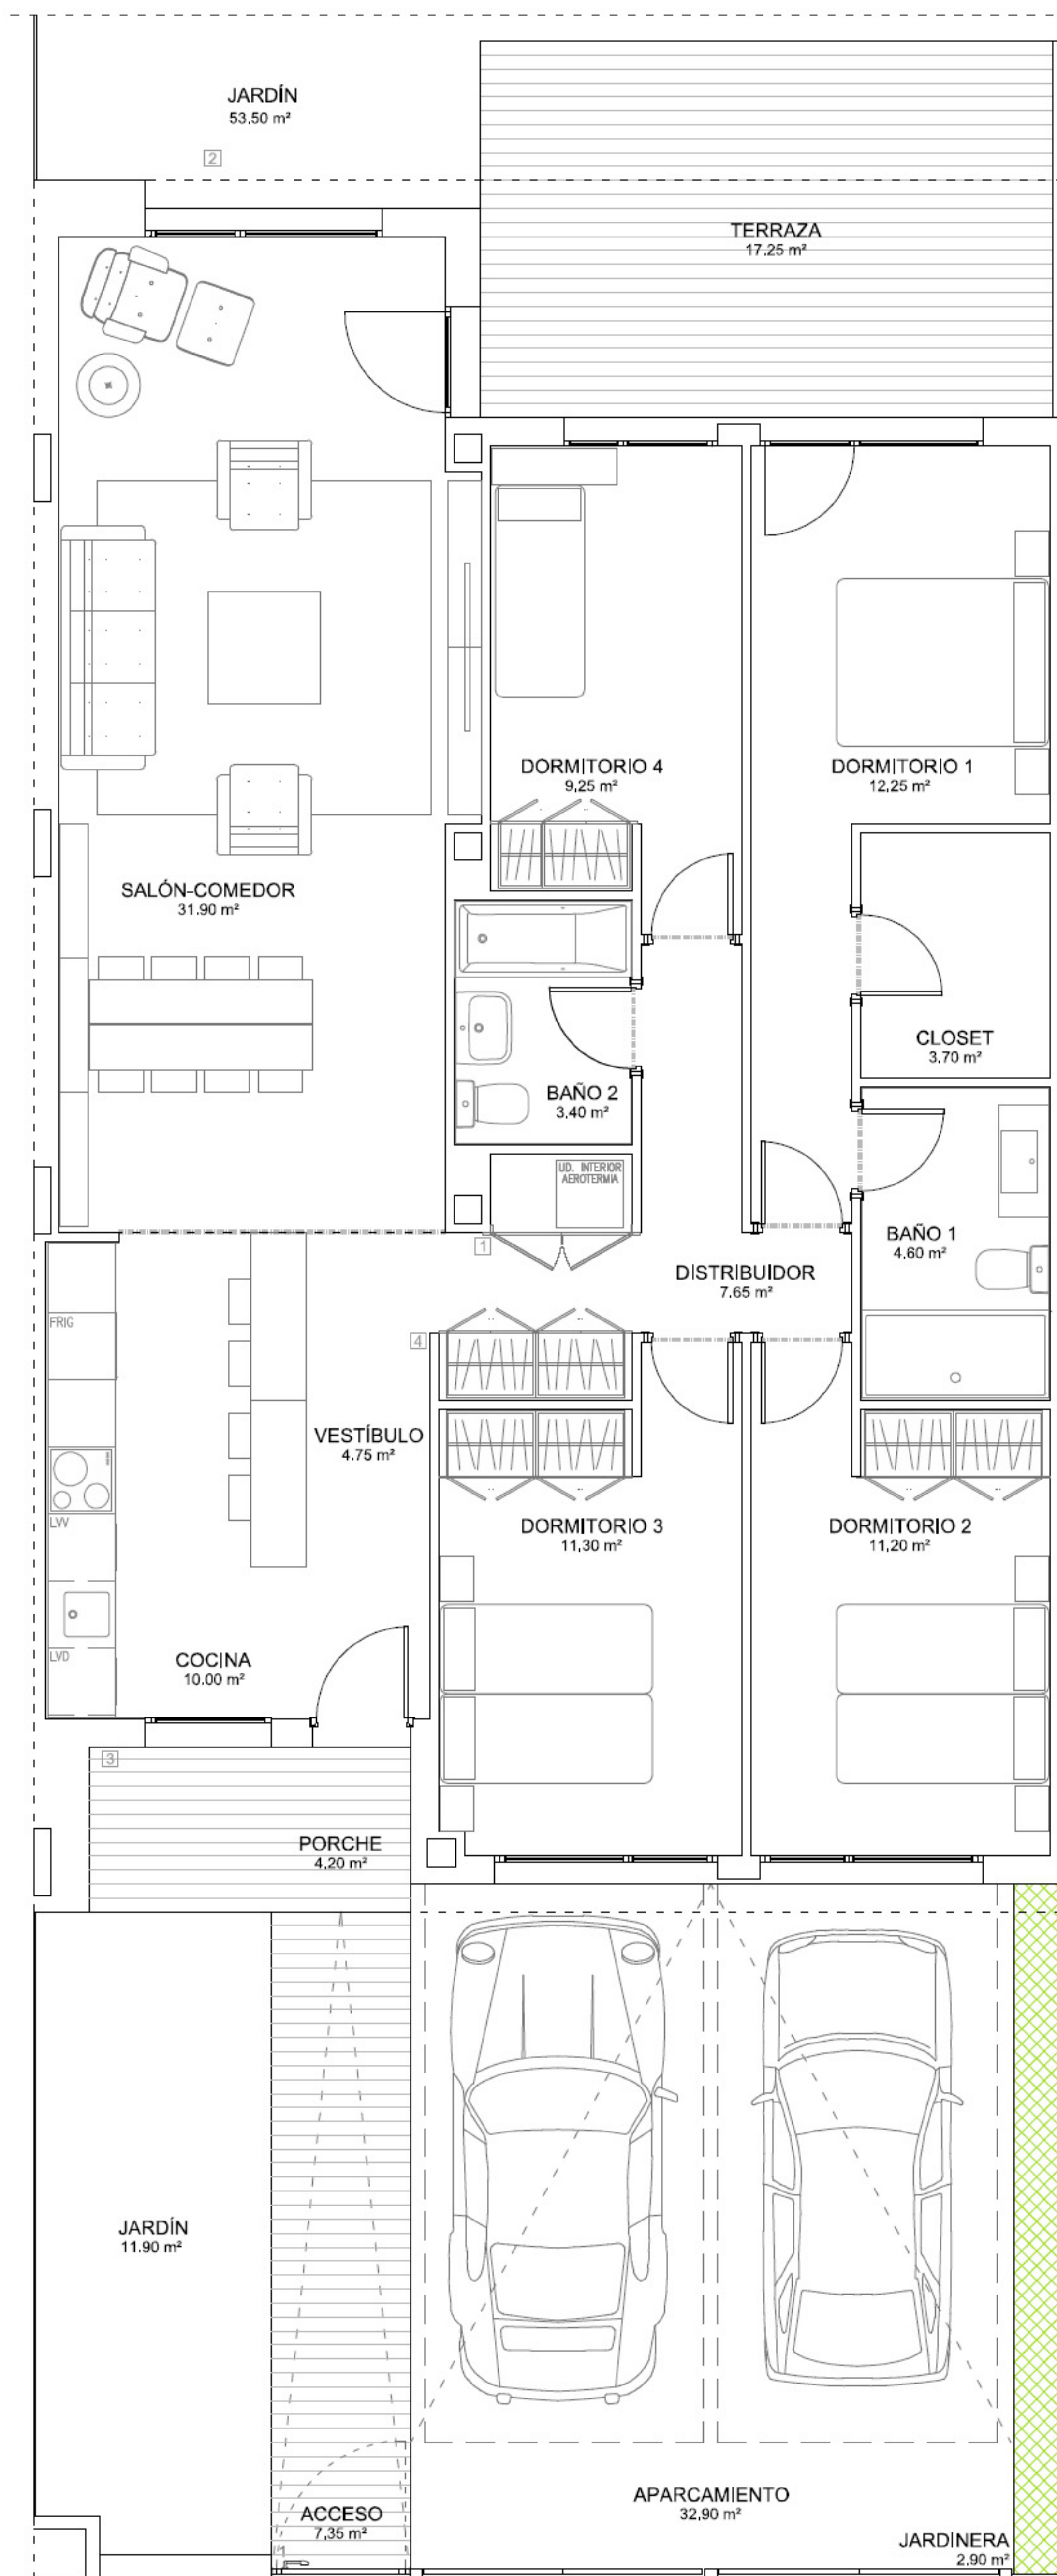 JARDÍN
53.50 m²
2
TERRAZA
17.25 m²
DORMITORIO 4
9,25 m²
DORMITORIO 1
12,25 m²
SALÓN-COMEDOR
31.90 m²
CLOSET
3.70 m²
BAÑO 2
3,40 m²
UD. INTERIOR
AEROTERMIA
BAÑO 1
4.60 m²
1
DISTRIBUIDOR
7.65 m²
FRIG
4
VESTÍBULO
4.75 m²
LVV
DORMITORIO 3
11,30 m²
DORMITORIO 2
11,20 m²
LVD
COCINA
10.00 m²
3
PORCHE
4,20 m²
JARDÍN
11.90 m²
APARCAMIENTO
32,90 m²
ACCESO
7,35 m²
JARDINERA
2.90 m²